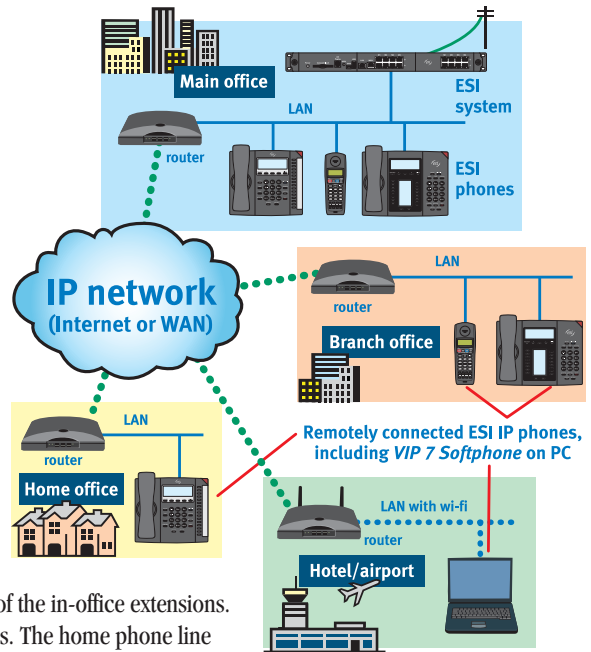 Main office
ESI
system
LAN
router
ESI
phones
IP network
(Internet or WAN)
LAN
router
Branch office
LAN
router
Home office
Remotely connected ESI IP phones,
including VIP 7 Softphone on PC
LAN with wi-fi
router
Hotel/airport
of the in-office extensions.
s. The home phone line